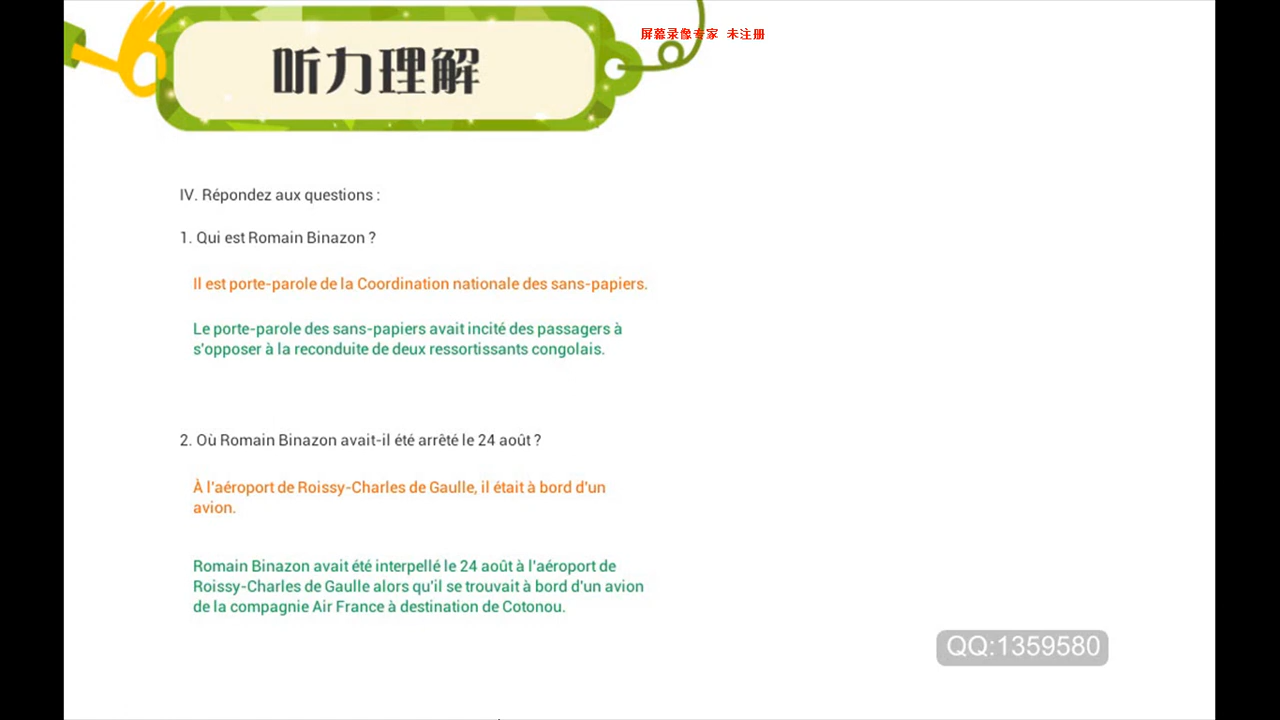 屏幕录像专家 未注册
听力理解
IV. Répondez aux questions :
1. Qui est Romain Binazon ?
Il est porte-parole de la Coordination nationale des sans-papiers.
Le porte-parole des sans-papiers avait incité des passagers à
s'opposer à la reconduite de deux ressortissants congolais.
2. Où Romain Binazon avait-il été arrêté le 24 août ?
À l'aéroport de Roissy-Charles de Gaulle, il était à bord d'un
avion.
Romain Binazon avait été interpellé le 24 août à l'aéroport de
Roissy-Charles de Gaulle alors qu'il se trouvait à bord d'un avion
de la compagnie Air France à destination de Cotonou.
QQ:1359580